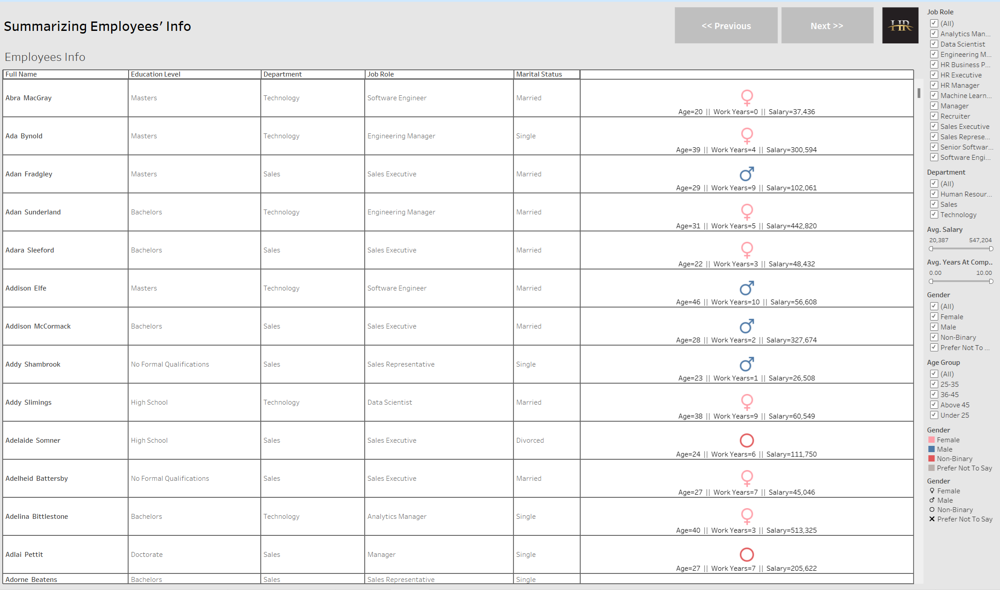 Summarizing Employees’ Info
<< Previous
Next >>
HR
Employees Info
Full Name Education Level Department Job Role Marital Status
Abra MacGray Masters Technology Software Engineer Married
Age=20 || Work Years=0 || Salary=37,436
Ada Bynold Masters Technology Engineering Manager Single
Age=39 || Work Years=4 || Salary=300,594
Adan Fradgley Masters Sales Sales Executive Married
Age=29 || Work Years=9 || Salary=102,061
Adan Sunderland Bachelors Technology Engineering Manager Married
Age=31 || Work Years=5 || Salary=442,820
Adara Sleeford Bachelors Sales Sales Executive Married
Age=22 || Work Years=3 || Salary=48,432
Addison Elfe Masters Technology Software Engineer Married
Age=46 || Work Years=10 || Salary=56,608
Addison McCormack Bachelors Sales Sales Executive Married
Age=28 || Work Years=2 || Salary=327,674
Addy Shambrook No Formal Qualifications Sales Sales Representative Single
Age=23 || Work Years=1 || Salary=26,508
Addy Slimings High School Technology Data Scientist Married
Age=38 || Work Years=9 || Salary=60,549
Adelaide Somner High School Sales Sales Executive Divorced
Age=24 || Work Years=6 || Salary=111,750
Adelheid Battersby No Formal Qualifications Sales Sales Executive Married
Age=27 || Work Years=7 || Salary=45,046
Adelina Bittlestone Bachelors Technology Analytics Manager Single
Age=40 || Work Years=3 || Salary=513,325
Adlai Pettit Doctorate Sales Manager Single
Age=27 || Work Years=7 || Salary=205,622
Adorne Beatens Bachelors Sales Sales Representative Single
Job Role
(All)
Analytics Man...
Data Scientist
Engineering M...
HR Business P...
HR Executive
HR Manager
Machine Learn...
Manager
Recruiter
Sales Executive
Sales Represe...
Senior Softwar...
Software Engi...
Department
(All)
Human Resour...
Sales
Technology
Avg. Salary
20,387 547,204
Avg. Years At Comp..
0.00 10.00
Gender
(All)
Female
Male
Non-Binary
Prefer Not To ...
Age Group
(All)
25-35
36-45
Above 45
Under 25
Gender
Female
Male
Non-Binary
Prefer Not To Say
Gender
Female
Male
Non-Binary
Prefer Not To Say